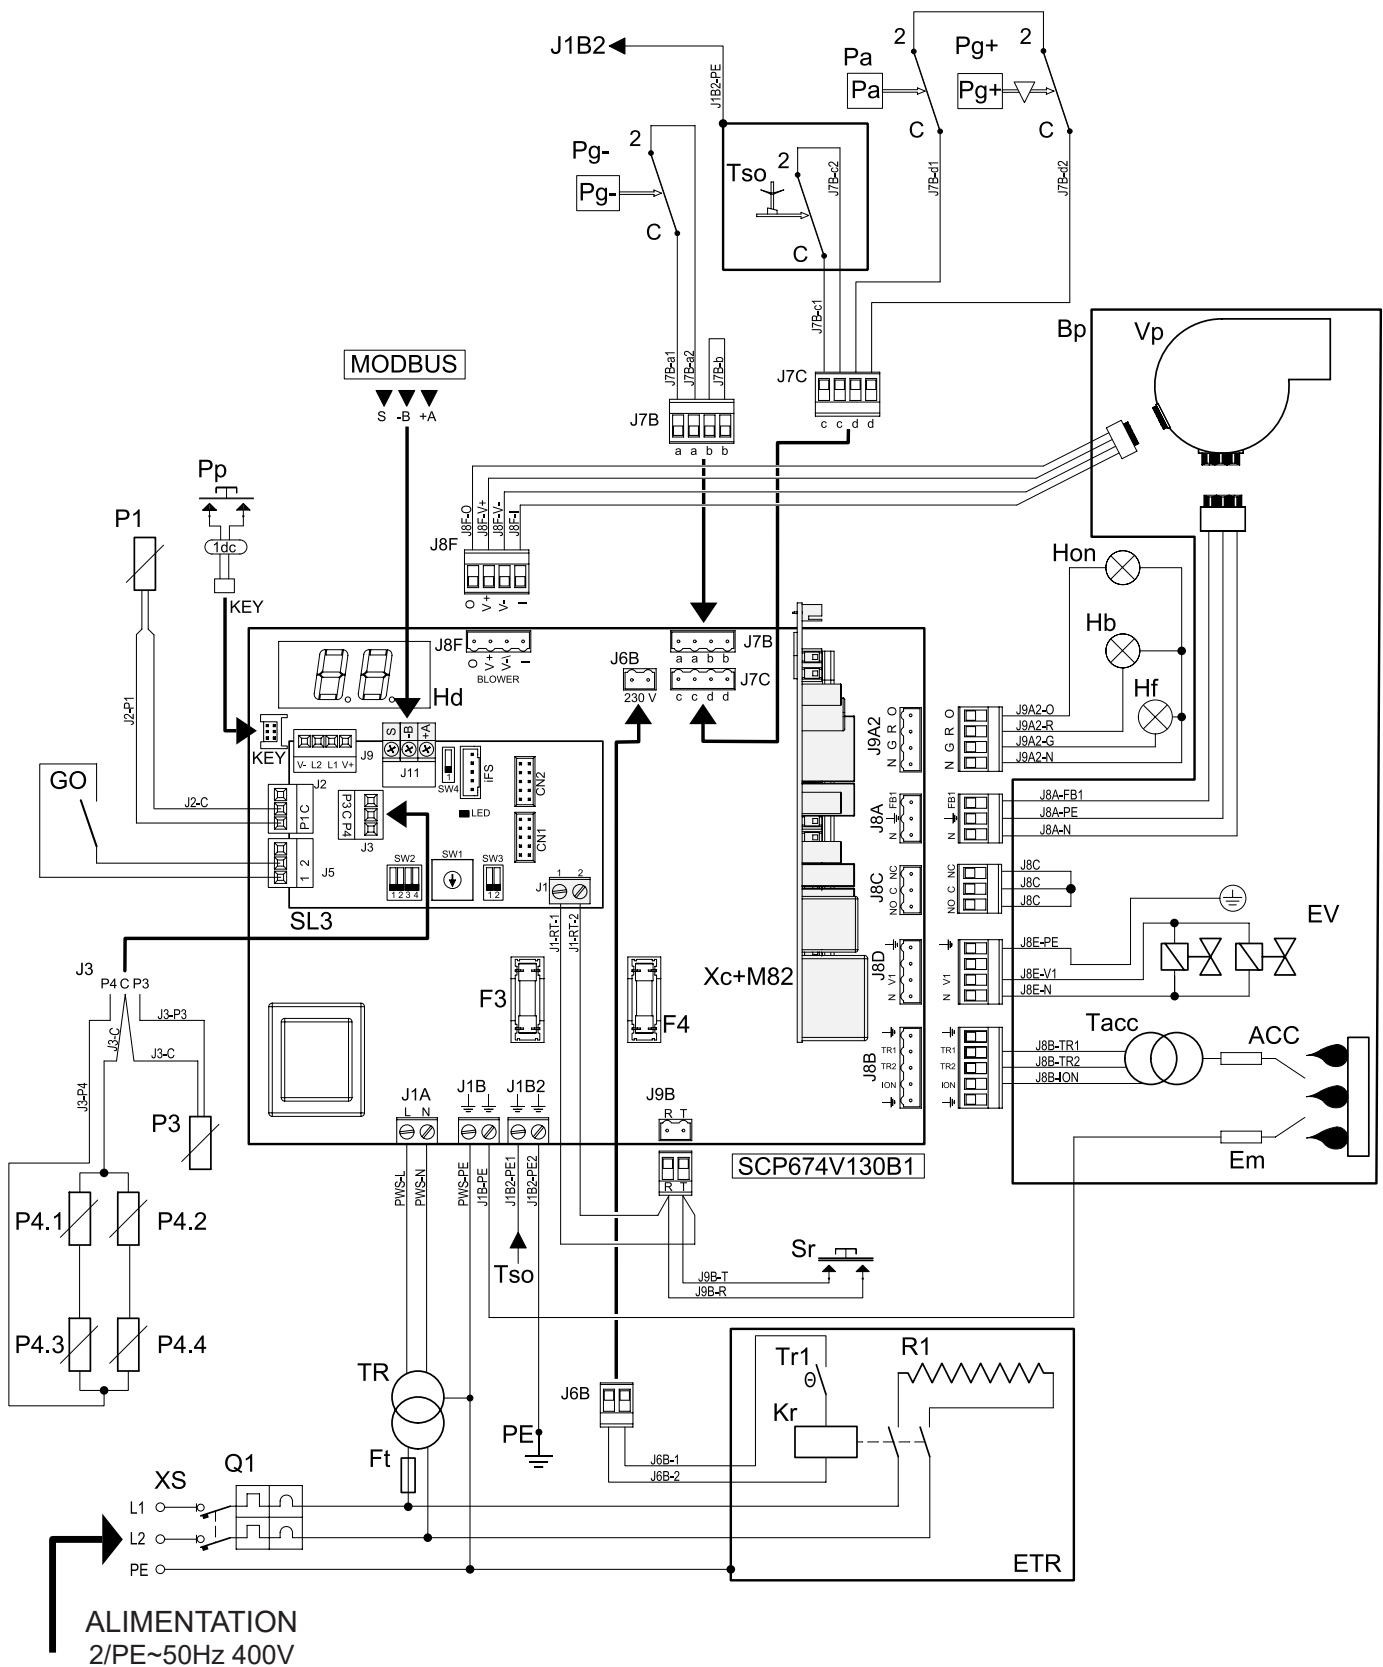 J1B2
Pa
2
Pg+
2
Pa
Pg+
C
C
J1B2-PE
2
Pg-
Pg-
C
2
Tso
C
J7B-c2
J7B-d1
J7B-d2
J7B-c1
J7B-a1
J7B-a2
J7B-b
MODBUS
S -B +A
J7B
a a b b
J7C
c c d d
Bp
Vp
Pp
1dc
KEY
P1
J8F-O
J8F-V+
J8F-V-
J8F-I
J8F
O V+ V- I
Hon
Hb
Hf
J8F
O V+ V- I
BLOWER
J6B
230 V
J7B
a a b b
J7C
c c d d
Hd
KEY
V- L2 L1 V+
J9
S -B +A
J11
SW4
1
iFS
LED
CN2
CN1
J2
P1 C
P3 C P4
J3
1 2
J5
SW2
1 2 3 4
SW1
SW3
1 2
J1
1 2
SL3
J2-P1
J2-C
GO
J9A2
N G R O
N G R O
J9A2-O
J9A2-R
J9A2-G
J9A2-N
J8A
N FB1
N FB1
J8A-FB1
J8A-PE
J8A-N
J8C
NO C NC
NO C NC
J8C
J8C
J8C
J8D
N V1
N V1
J8E-PE
J8E-V1
J8E-N
EV
J1-RT-1
J1-RT-2
F3
F4
Xc+M82
J8B
TR1
TR2
ION
TR1
TR2
ION
J8B-TR1
J8B-TR2
J8B-ION
Tacc
ACC
Em
J3
P4 C P3
J3-P3
J3-C
J3-C
J3-P4
P3
P4.1
P4.2
P4.3
P4.4
J1A
L N
J1B
J1B2
J9B
R T
R T
SCP674V130B1
PWS-L
PWS-N
PWS-PE
J1B-PE
J1B2-PE1
J1B2-PE2
Tso
Sr
J9B-T
J9B-R
TR
Ft
PE
J6B
J6B-1
J6B-2
Tr1
Kr
R1
ETR
XS
Q1
L1
L2
PE
ALIMENTATION
2/PE~50Hz 400V